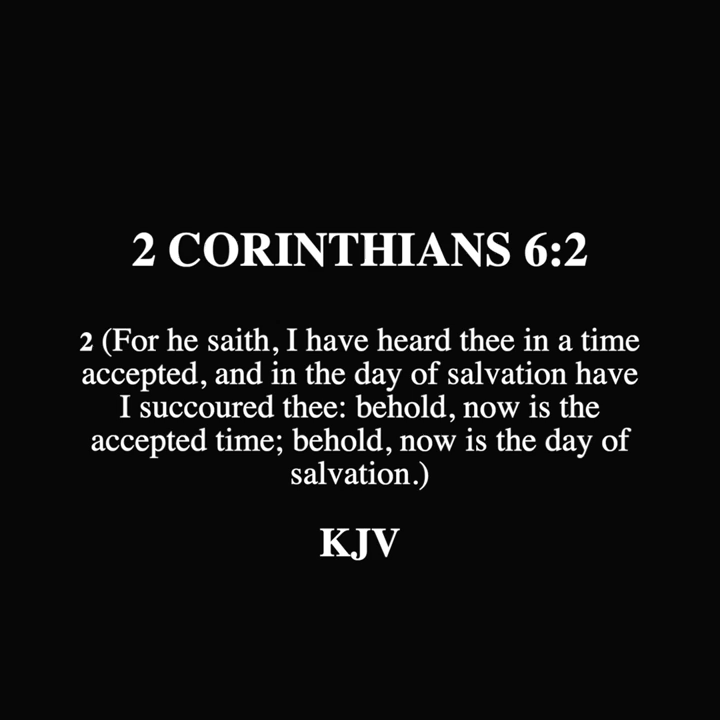 2 CORINTHIANS 6:2
2 (For he saith, I have heard thee in a time
accepted, and in the day of salvation have
I succoured thee: behold, now is the
accepted time; behold, now is the day of
salvation.)
KJV